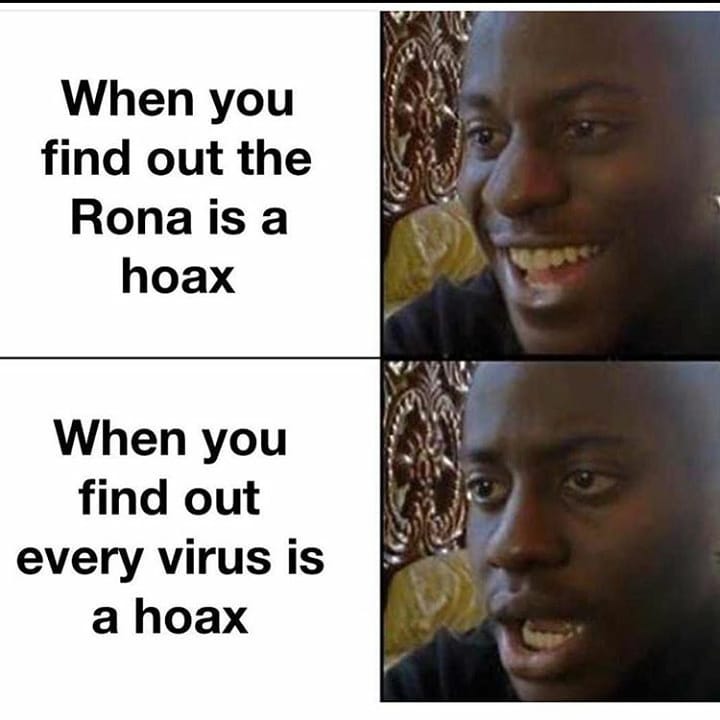 When you
find out the
Rona is a
hoax
When you
find out
every virus is
a hoax